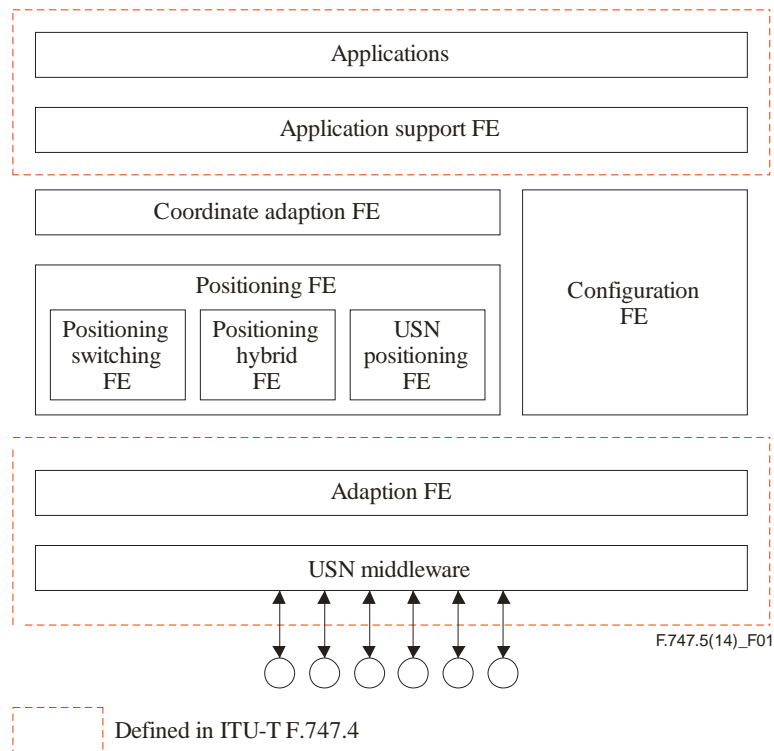 Applications
Application support FE
Coordinate adaption FE
Configuration
FE
Positioning FE
Positioning
switching
FE
Positioning
hybrid
FE
USN
positioning
FE
Adaption FE
USN middleware
F.747.5(14)_F01
Defined in ITU-T F.747.4